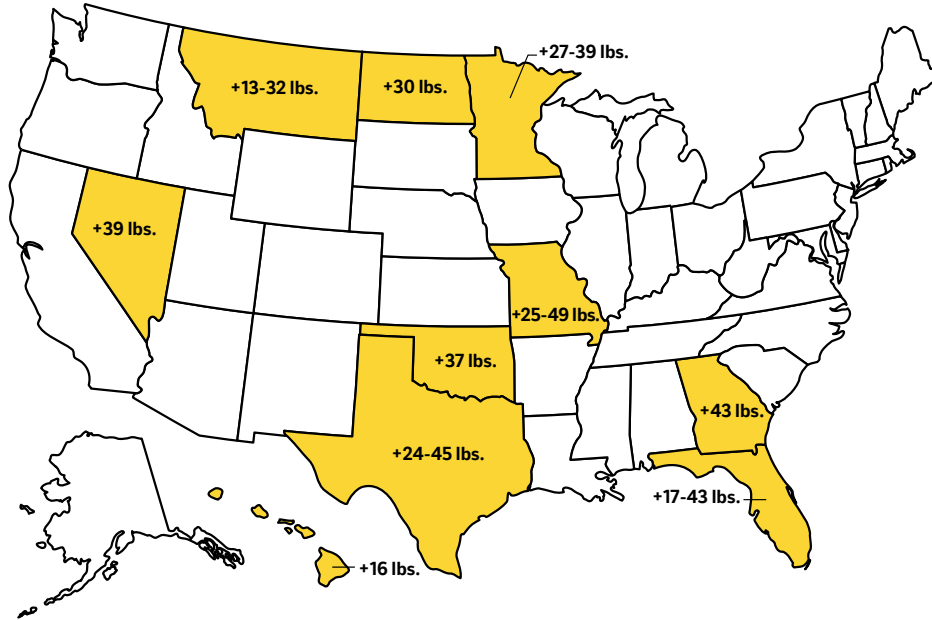 +27-39 lbs.
+13-32 lbs.
+30 lbs.
+39 lbs.
+25-49 lbs.
+37 lbs.
+43 lbs.
+24-45 lbs.
+17-43 lbs.
+16 lbs.